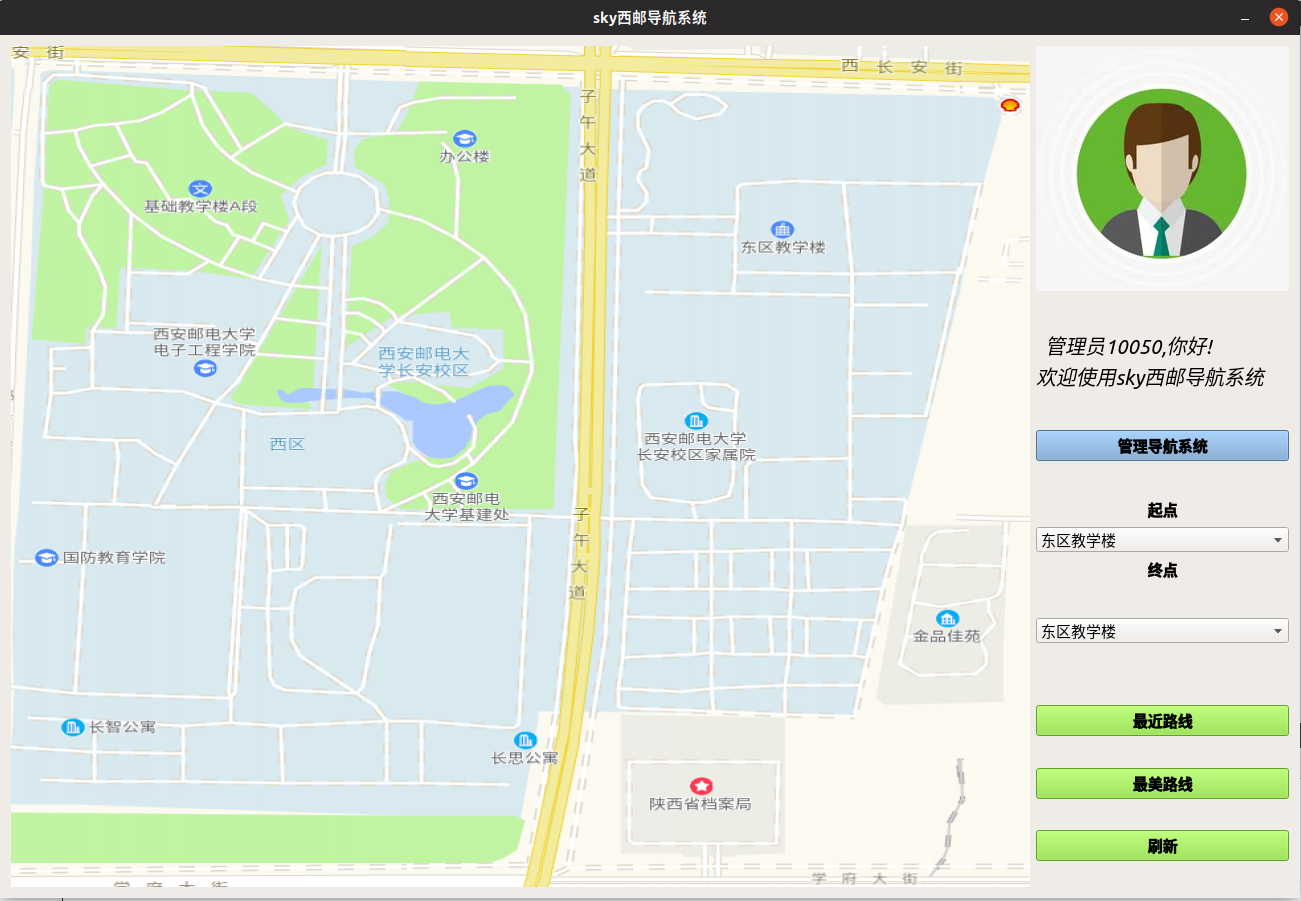 sky西邮导航系统
安 街
西 长 安 街
子午大道
办公楼
基础教学楼A段
东区教学楼
西安邮电大学
电子工程学院
西安邮电大
学长安校区
西区
西安邮电大学
长安校区家属院
西安邮电
大学基建处
子午大道
国防教育学院
金品佳苑
长智公寓
长思公寓
陕西省档案局
学 府 大 街
学 府 大 街
管理员10050,你好!
欢迎使用sky西邮导航系统
管理导航系统
起点
东区教学楼
终点
东区教学楼
最近路线
最美路线
刷新